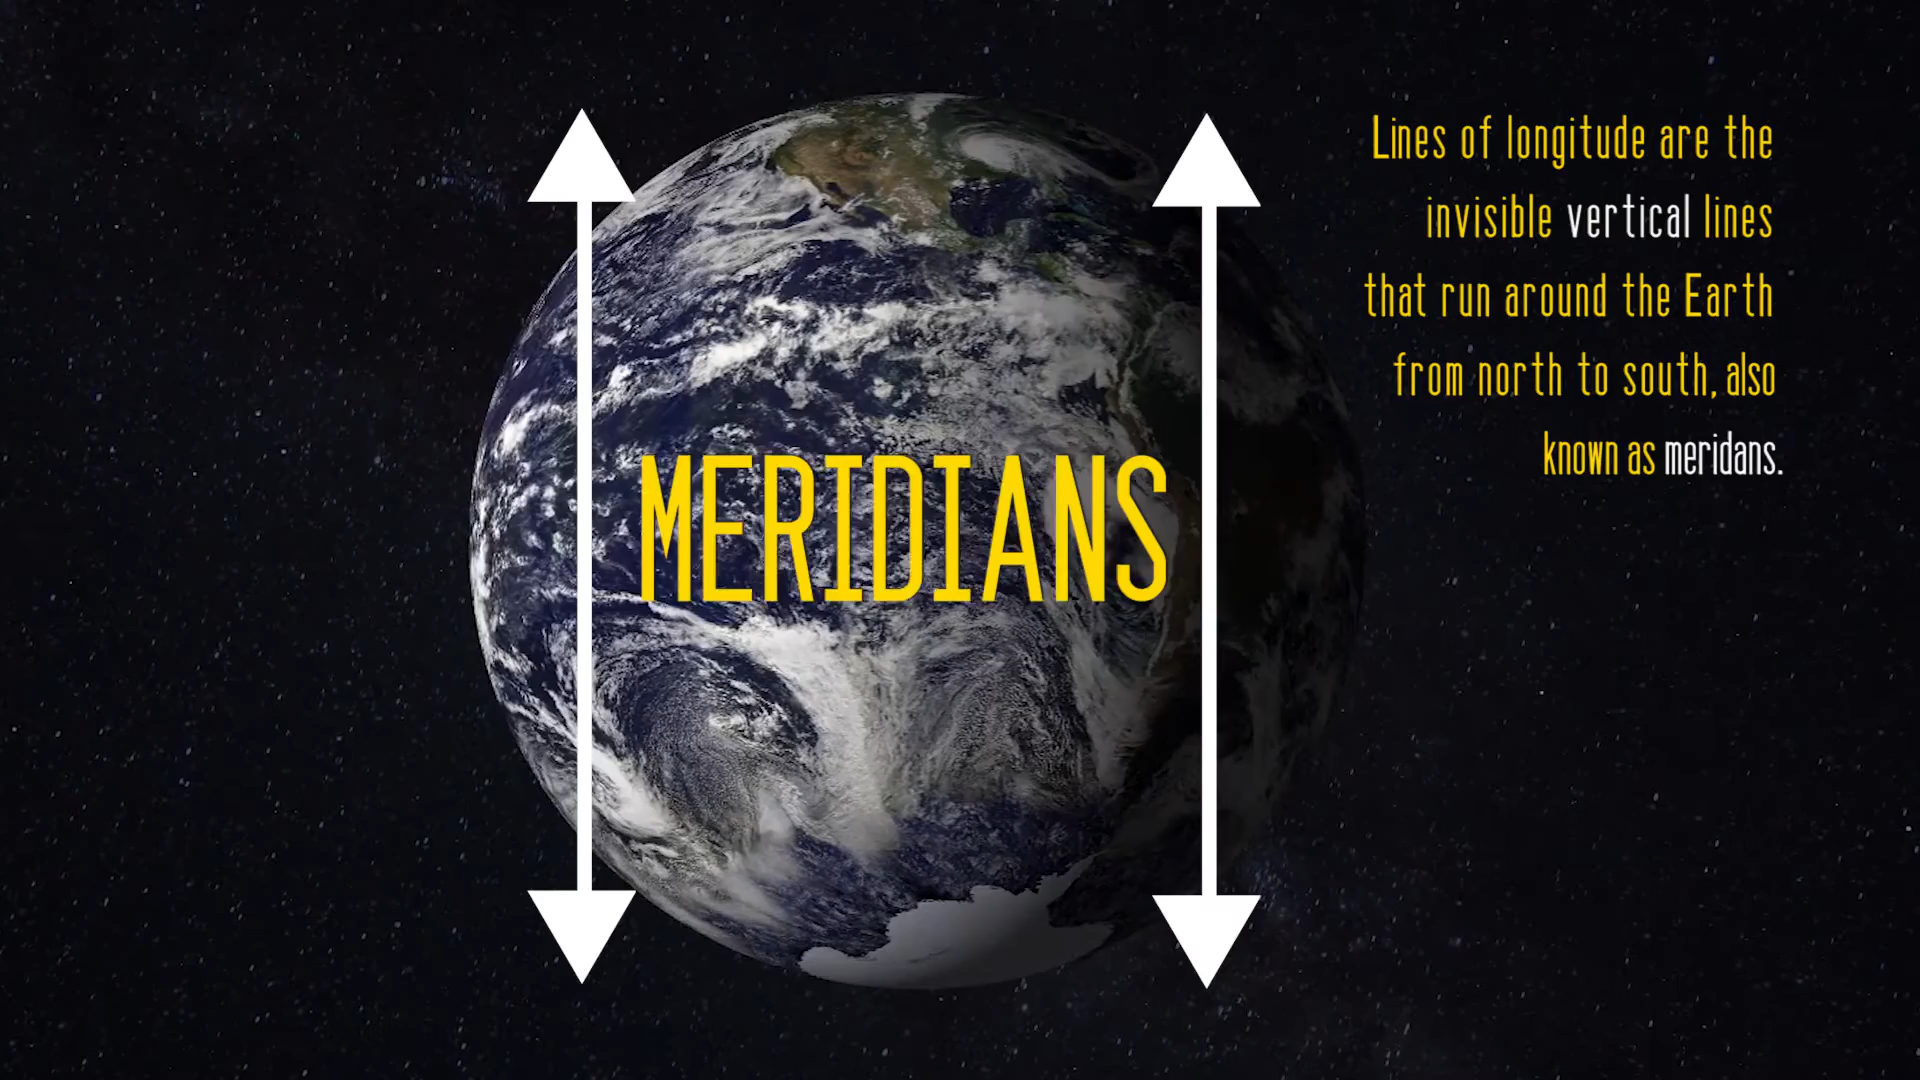 Lines of longitude are the
invisible vertical lines
that run around the Earth
from north to south, also
known as meridans.
MERIDIANS